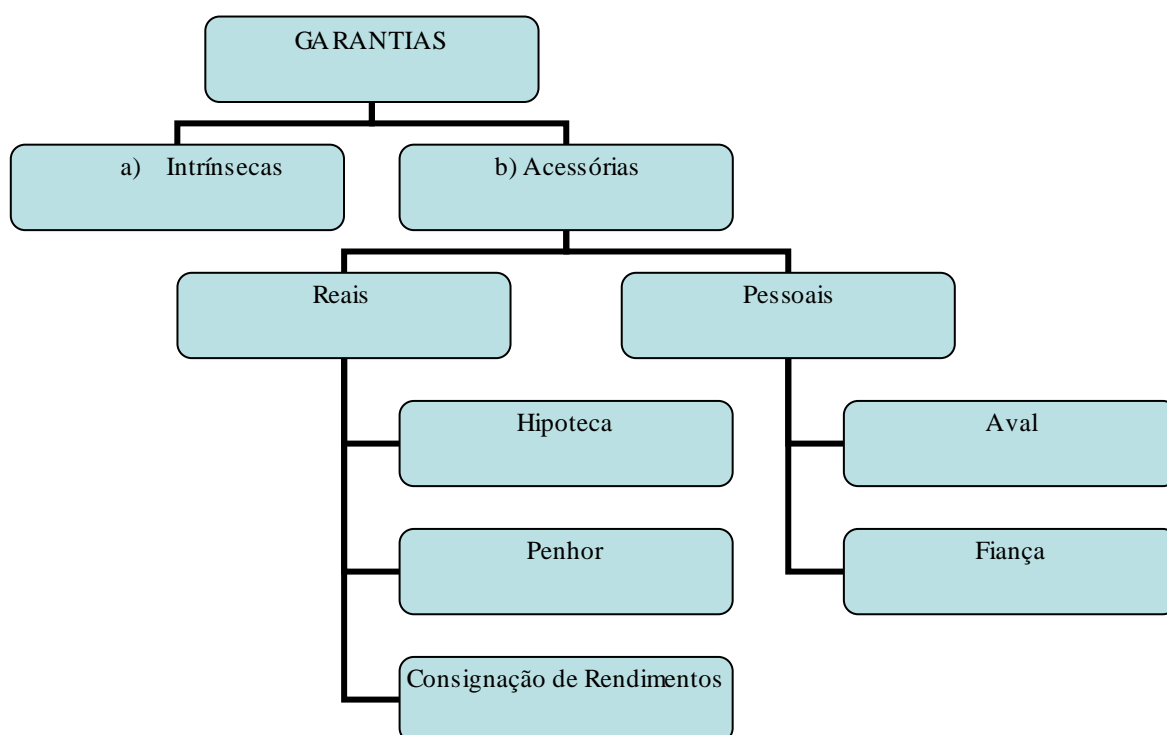 GARANTIAS
a) Intrínsecas
b) Acessórias
Reais
Pessoais
Hipoteca
Aval
Penhor
Fiança
Consignação de Rendimentos